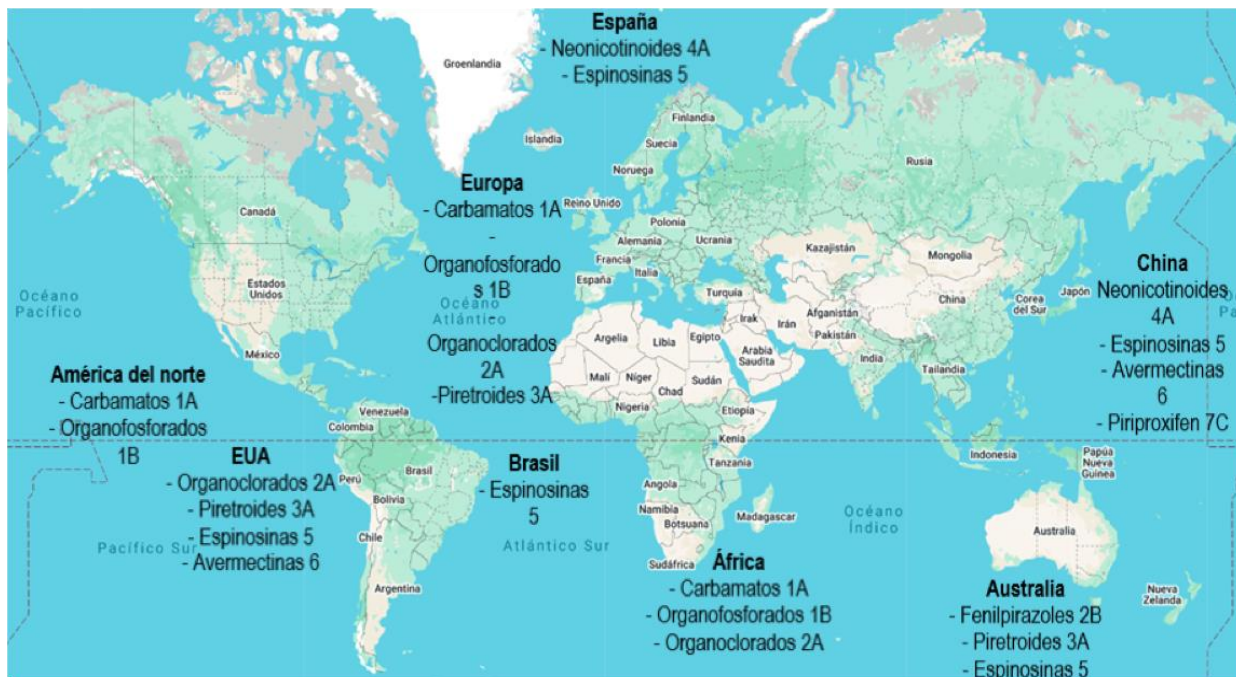 España
- Neonicotinoides 4A
- Espinosinas 5
Groenlandia
Islandia
Finlandia
Suecia
Noruega
Rusia
Canadá
Europa
- Carbamatos 1A
-
Organofosforado
s 1B
-
Organoclorados
2A
-Piretroides 3A
Reino Unido
Polonia
Alemania
Ucrania
Francia
Italia
España
Turquía
Kazajistán
Mongolia
China
Corea
del Sur
Japón
Afganistán
Pakistán
Irán
Irak
India
Tailandia
China
Neonicotinoides
4A
- Espinosinas 5
- Avermectinas
6
- Piriproxifen 7C
Océano
Pacífico
Estados
Unidos
México
Océano
Atlántico
Argelia
Libia
Egipto
Arabia
Saudita
Malí
Níger
Chad
Sudán
Nigeria
Etiopia
Kenia
Tanzania
Angola
Namibia
Botsuana
Madagascar
Sudáfrica
América del norte
- Carbamatos 1A
- Organofosforados
1B
Venezuela
Colombia
Perú
Brasil
Bolivia
Chile
Argentina
EUA
- Organoclorados 2A
- Piretroides 3A
- Espinosinas 5
- Avermectinas 6
Pacífico Sur
Brasil
- Espinosinas
5
Atlántico Sur
África
- Carbamatos 1A
- Organofosforados 1B
- Organoclorados 2A
Océano
Índico
Indonesia
Papúa
Nueva
Guinea
Australia
Nueva
Zelanda
Australia
- Fenilpirazoles 2B
- Piretroides 3A
- Espinosinas 5